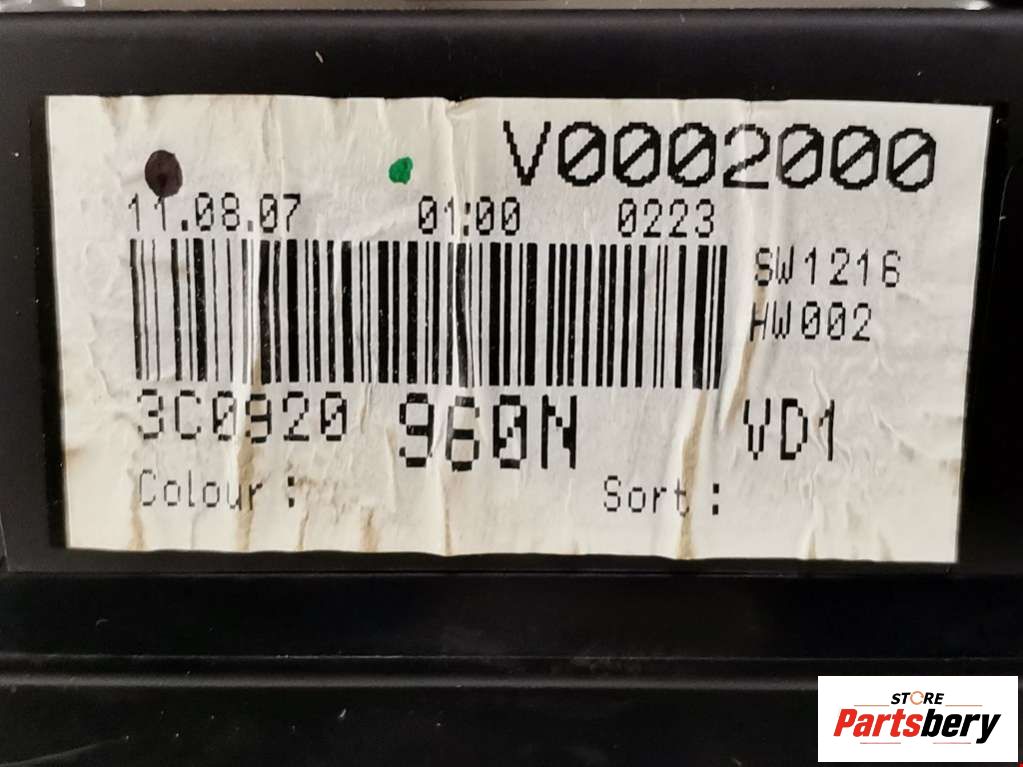 V0002000
11.08.07 01:00 0223
SW1216
HW002
3C0920 960N VD1
Colour: Sort:
STORE
Partsbery